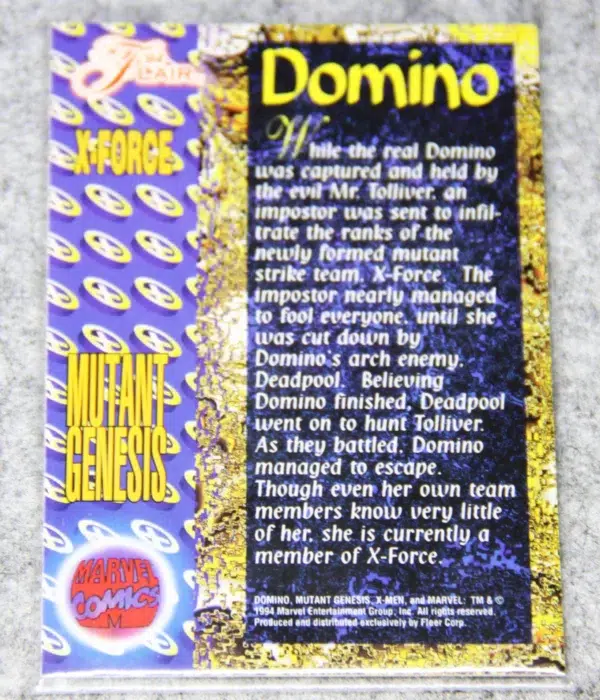 '94
FLAIR
X-FORCE
MUTANT
GENESIS
MARVEL
COMICS
M
Domino
While the real Domino
was captured and held by
the evil Mr. Tolliver, an
impostor was sent to infil-
trate the ranks of the
newly formed mutant
strike team, X-Force. The
impostor nearly managed
to fool everyone, until she
was cut down by
Domino's arch enemy,
Deadpool. Believing
Domino finished, Deadpool
went on to hunt Tolliver.
As they battled, Domino
managed to escape.
Though even her own team
members know very little
of her, she is currently a
member of X-Force.
DOMINO, MUTANT GENESIS, X-MEN, and MARVEL: TM & ©
1994 Marvel Entertainment Group, Inc. All rights reserved.
Produced and distributed exclusively by Fleer Corp.